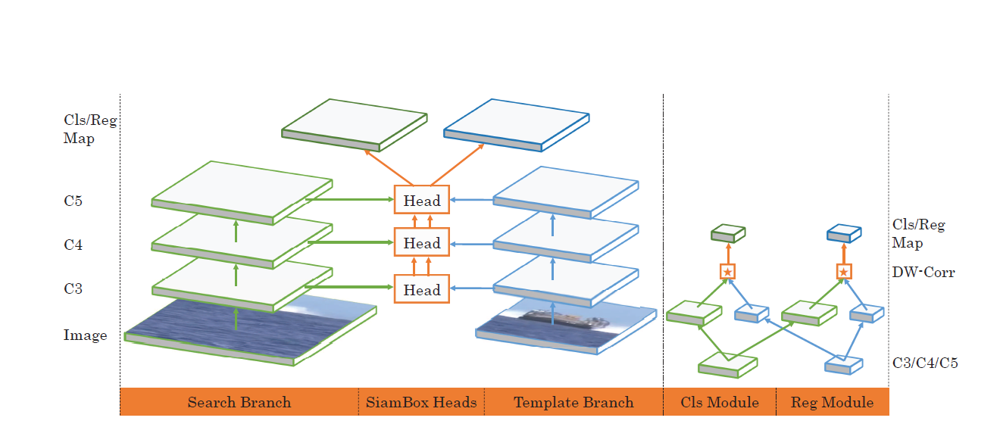 Cls/Reg
Map
C5
C4
C3
Image
Head
Head
Head
Cls/Reg
Map
DW-Corr
C3/C4/C5
Search Branch
SiamBox Heads
Template Branch
Cls Module
Reg Module